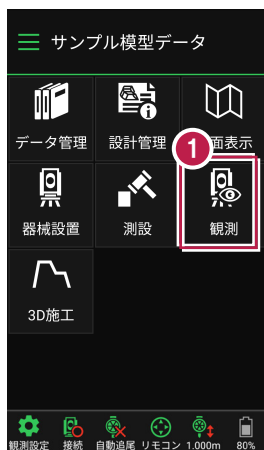 サンプル模型データ
データ管理 設計管理 面表示
1
器械設置 測設 観測
3D施工
観測設定 接続 自動追尾 リモコン 1.000m 80%